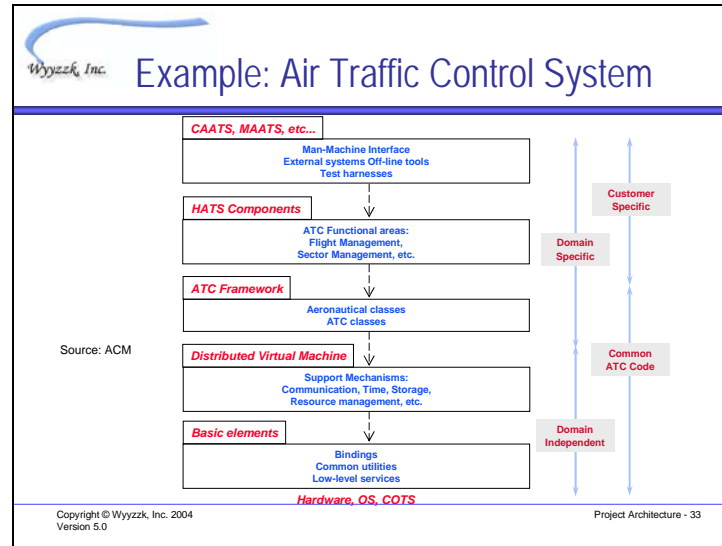 Wyyzzk, Inc.
Example: Air Traffic Control System
CAATS, MAATS, etc...
Man-Machine Interface
External systems Off-line tools
Test harnesses
HATS Components
ATC Functional areas:
Flight Management,
Sector Management, etc.
ATC Framework
Aeronautical classes
ATC classes
Distributed Virtual Machine
Support Mechanisms:
Communication, Time, Storage,
Resource management, etc.
Basic elements
Bindings
Common utilities
Low-level services
Hardware, OS, COTS
Source: ACM
Customer
Specific
Domain
Specific
Common
ATC Code
Domain
Independent
Copyright © Wyyzzk, Inc. 2004
Version 5.0
Project Architecture - 33